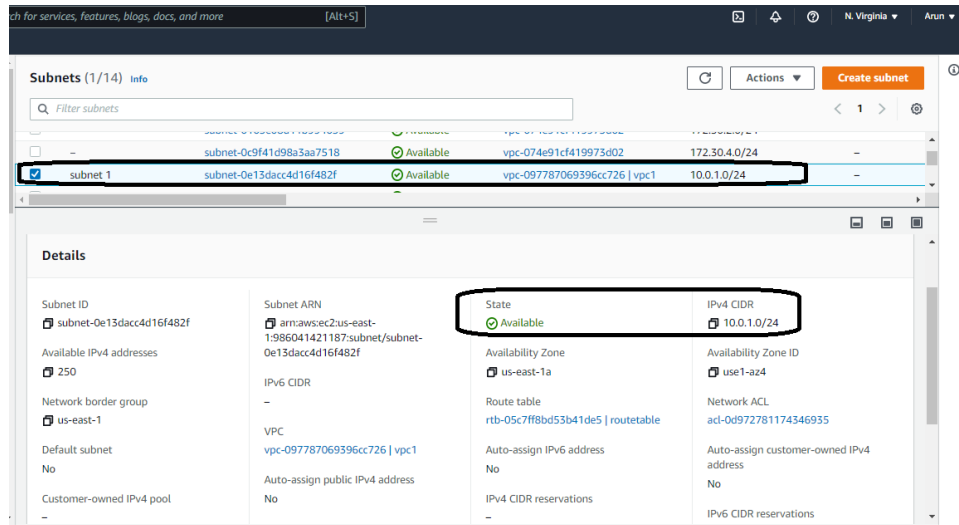 ch for services, features, blogs, docs, and more [Alt+S] N. Virginia ▼ Arun ▼
Subnets (1/14) Info Actions ▼ Create subnet
Filter subnets < 1 >
– subnet-0c9f41d98a3aa7518 Available vpc-074e91cf419973d02 172.30.4.0/24 –
subnet 1 subnet-0e13dacc4d16f482f Available vpc-097787069396cc726 | vpc1 10.0.1.0/24 –
Details
Subnet ID
subnet-0e13dacc4d16f482f
Available IPv4 addresses
250
Network border group
us-east-1
Default subnet
No
Customer-owned IPv4 pool
–
Subnet ARN
arn:aws:ec2:us-east-
1:986041421187:subnet/subnet-
0e13dacc4d16f482f
IPv6 CIDR
–
VPC
vpc-097787069396cc726 | vpc1
Auto-assign public IPv4 address
No
State
Available
Availability Zone
us-east-1a
Route table
rtb-05c7ff8bd53b41de5 | routetable
Auto-assign IPv6 address
No
IPv4 CIDR reservations
–
IPv4 CIDR
10.0.1.0/24
Availability Zone ID
use1-az4
Network ACL
acl-0d972781174346935
Auto-assign customer-owned IPv4
address
No
IPv6 CIDR reservations